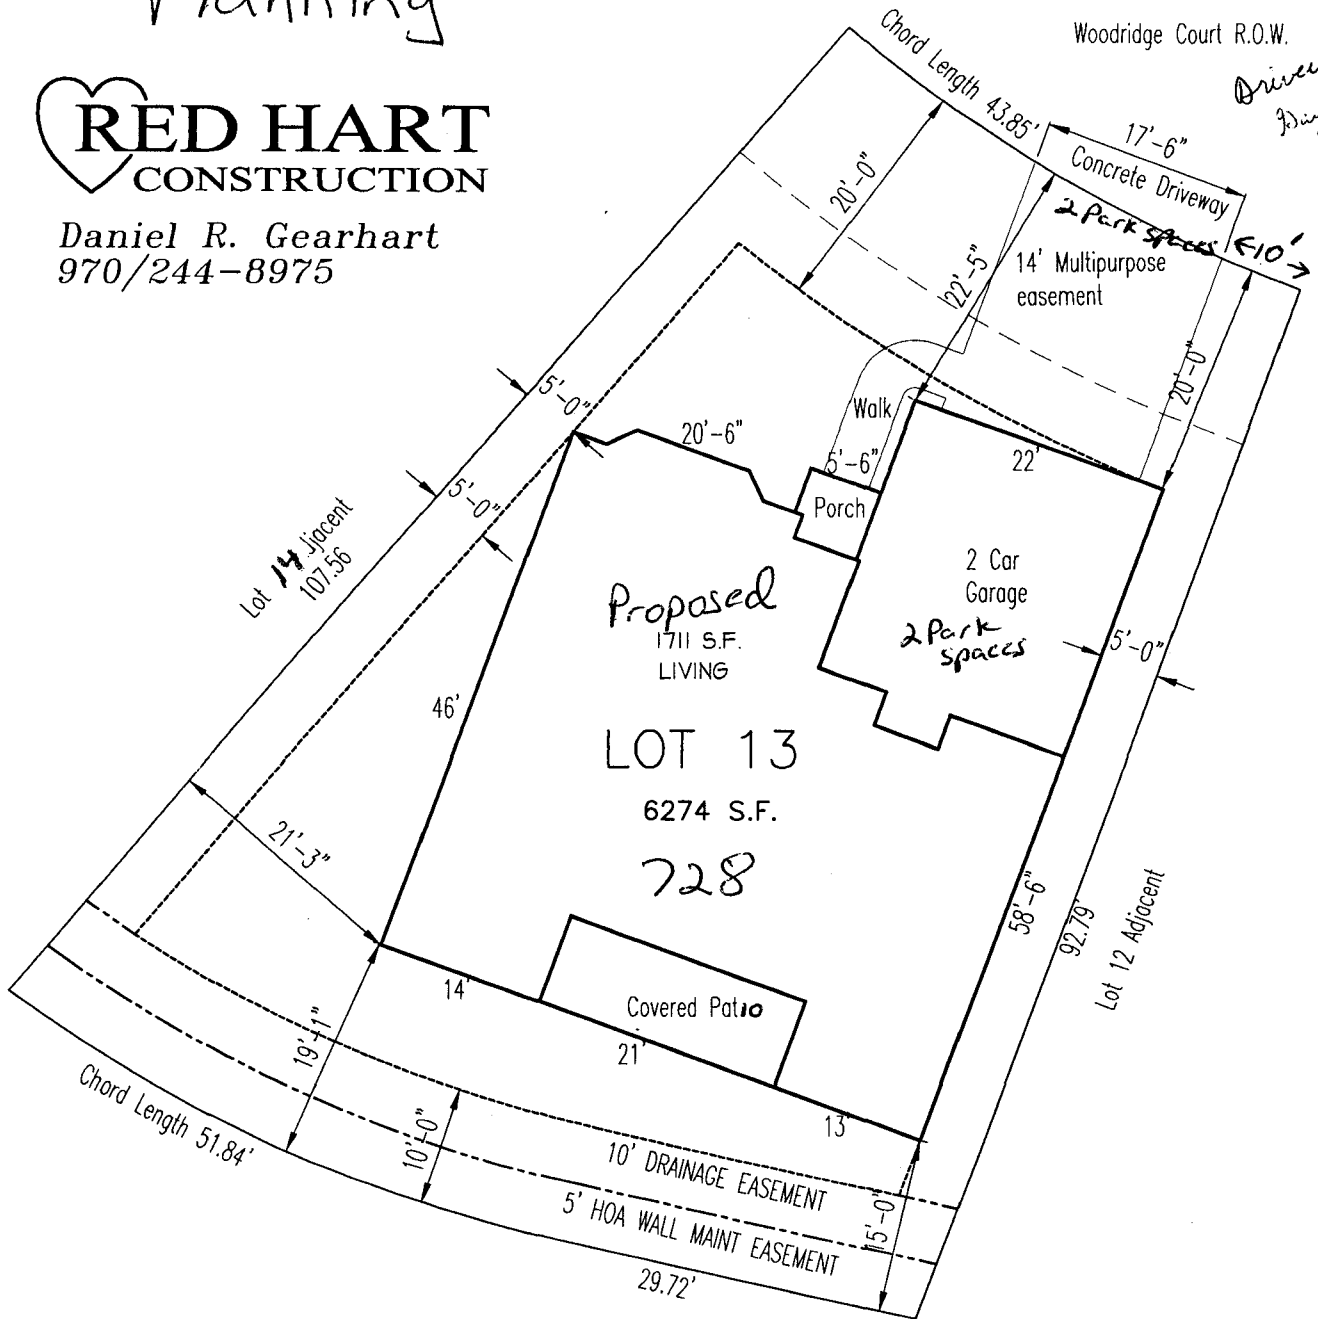 Planning
RED HART
CONSTRUCTION
Daniel R. Gearhart
970/244-8975
Woodridge Court R.O.W.
Chord Length 43.85'
17'-6"
Concrete Driveway
2 Park spaces ←10'→
20'-0"
22'-5"
14' Multipurpose
easement
20'-0"
5'-0"
Walk
20'-6"
5'-6"
22'
5'-0"
Porch
Lot 14 jacent
107.56
2 Car
Garage
2 Park
spaces
5'-0"
Proposed
1711 S.F.
LIVING
46'
LOT 13
6274 S.F.
728
21'-3"
58'-6"
92.79'
Lot 12 Adjacent
14'
Covered Patio
21'
13'
19'-1"
Chord Length 51.84'
10'-0"
10' DRAINAGE EASEMENT
5' HOA WALL MAINT EASEMENT
15'-0"
29.72'